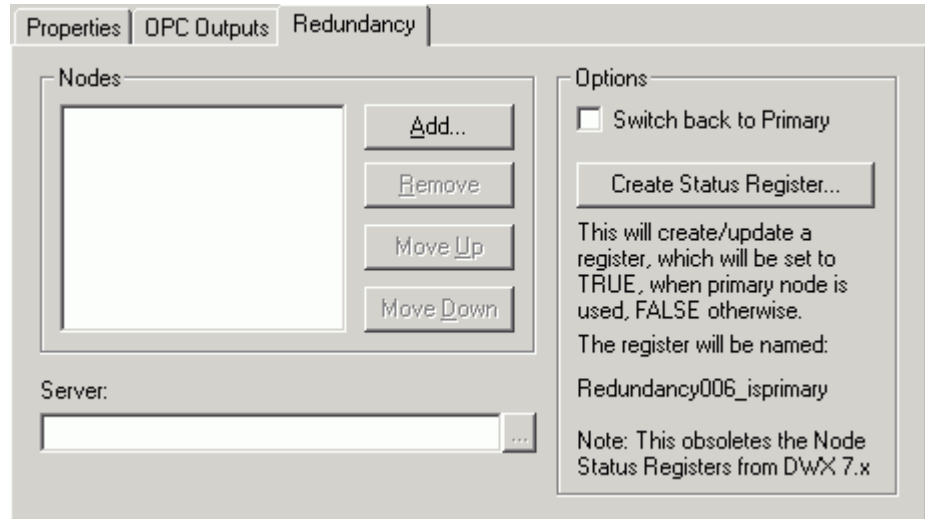 Properties
OPC Outputs
Redundancy
Nodes
Add...
Remove
Move Up
Move Down
Server:
...
Options
Switch back to Primary
Create Status Register...
This will create/update a
register, which will be set to
TRUE, when primary node is
used, FALSE otherwise.
The register will be named:
Redundancy006_isprimary
Note: This obsoletes the Node
Status Registers from DWX 7.x